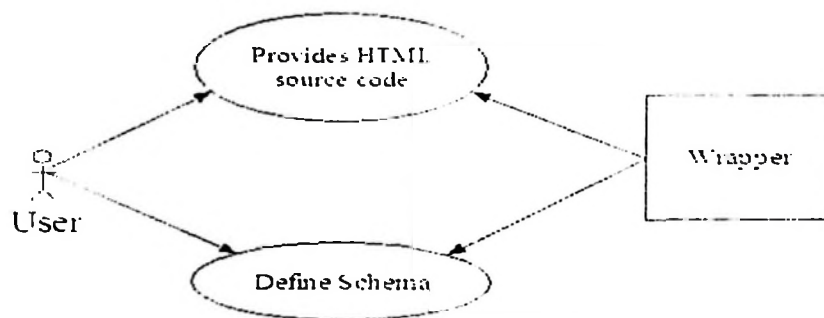 Provides HTML
source code
Wrapper
User
Define Schema